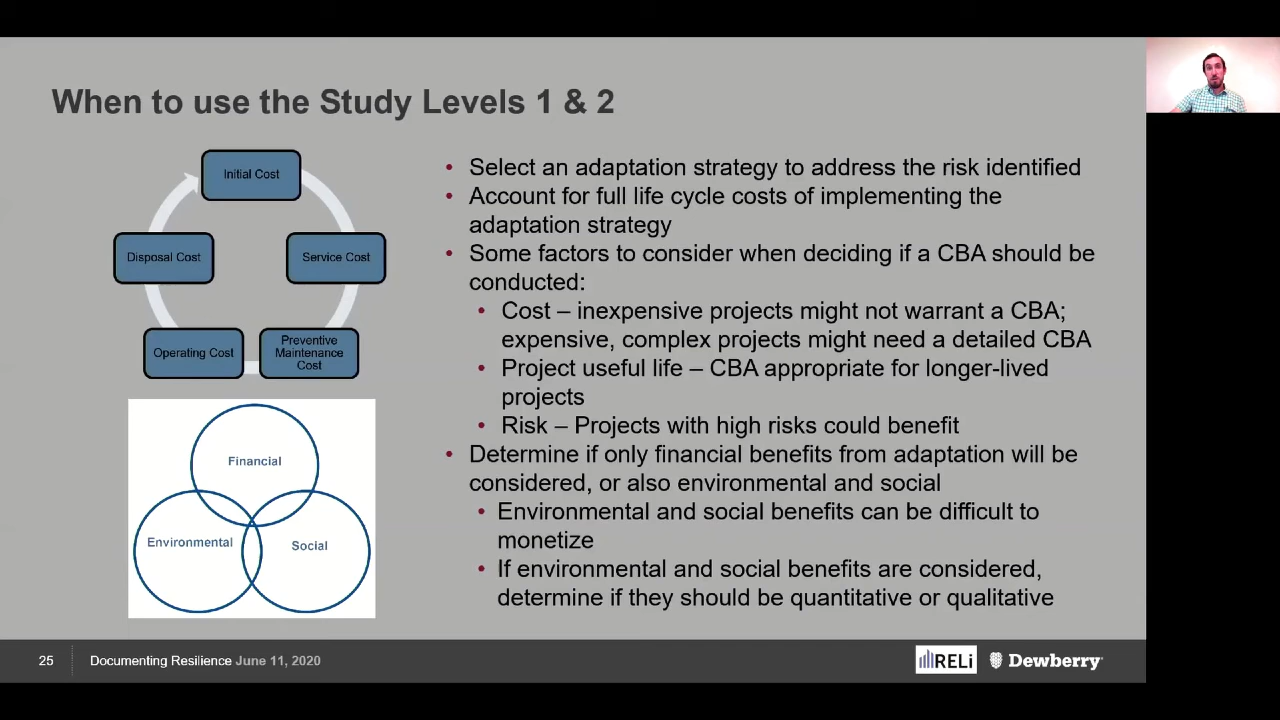 When to use the Study Levels 1 & 2
Initial Cost
Service Cost
Preventive
Maintenance
Cost
Operating Cost
Disposal Cost
Financial
Environmental
Social
• Select an adaptation strategy to address the risk identified
• Account for full life cycle costs of implementing the
adaptation strategy
• Some factors to consider when deciding if a CBA should be
conducted:
• Cost – inexpensive projects might not warrant a CBA;
expensive, complex projects might need a detailed CBA
• Project useful life – CBA appropriate for longer-lived
projects
• Risk – Projects with high risks could benefit
• Determine if only financial benefits from adaptation will be
considered, or also environmental and social
• Environmental and social benefits can be difficult to
monetize
• If environmental and social benefits are considered,
determine if they should be quantitative or qualitative
25 Documenting Resilience June 11, 2020
RELi Dewberry